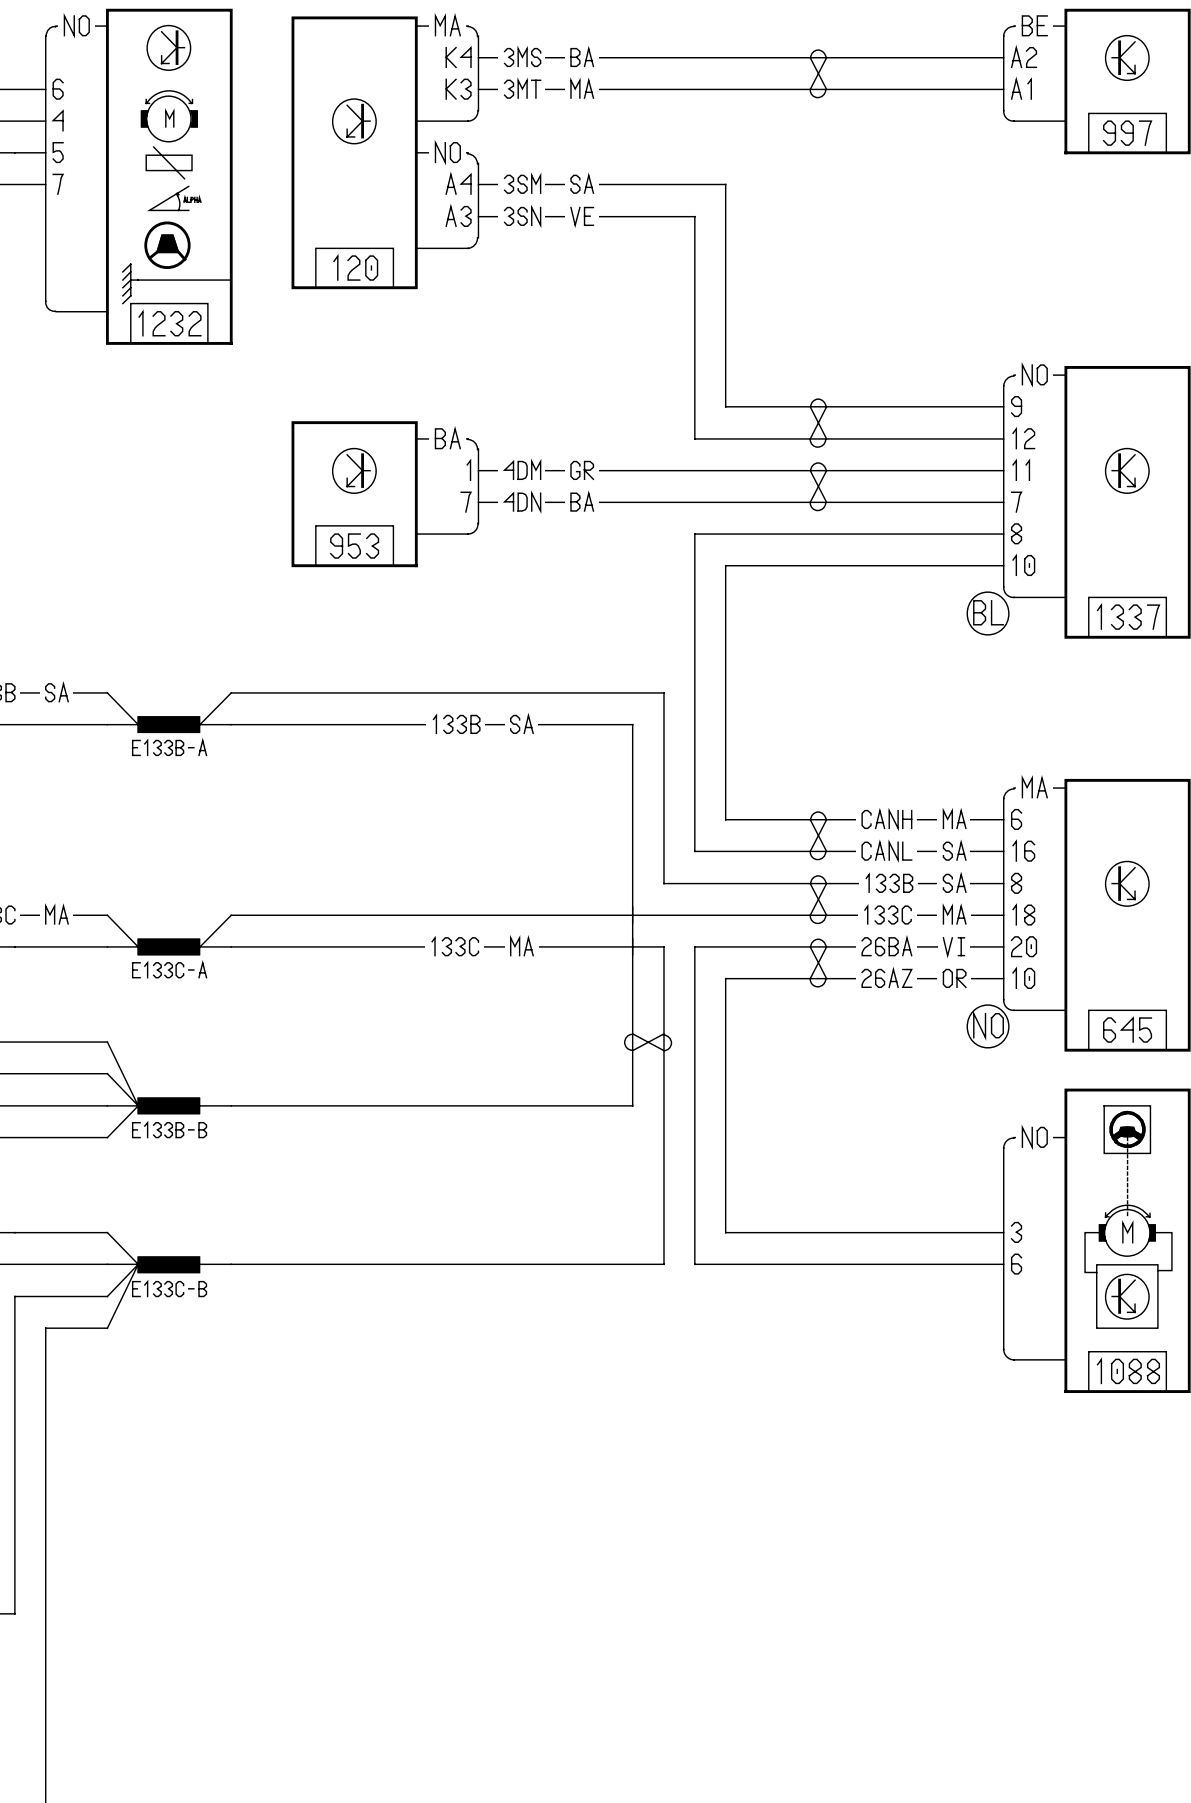 NO
6
4
5
7
M
ALPHA
1232
MA
K4 3MS BA
K3 3MT MA
NO
A4 3SM SA
A3 3SN VE
120
BE
A2
A1
997
BA
1 4DM GR
7 4DN BA
953
NO
9
12
11
7
8
10
BL
1337
3B SA
133B SA
E133B-A
3C MA
133C MA
E133C-A
E133B-B
E133C-B
MA
CANH MA 6
CANL SA 16
133B SA 8
133C MA 18
26BA VI 20
26AZ OR 10
NO
645
NO
3
6
M
1088